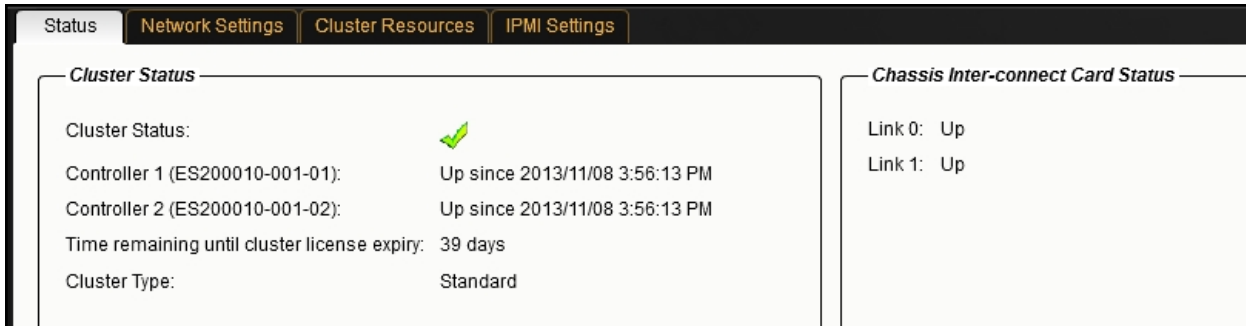 Status Network Settings Cluster Resources IPMI Settings
Cluster Status
Cluster Status:
Controller 1 (ES200010-001-01): Up since 2013/11/08 3:56:13 PM
Controller 2 (ES200010-001-02): Up since 2013/11/08 3:56:13 PM
Time remaining until cluster license expiry: 39 days
Cluster Type: Standard
Chassis Inter-connect Card Status
Link 0: Up
Link 1: Up